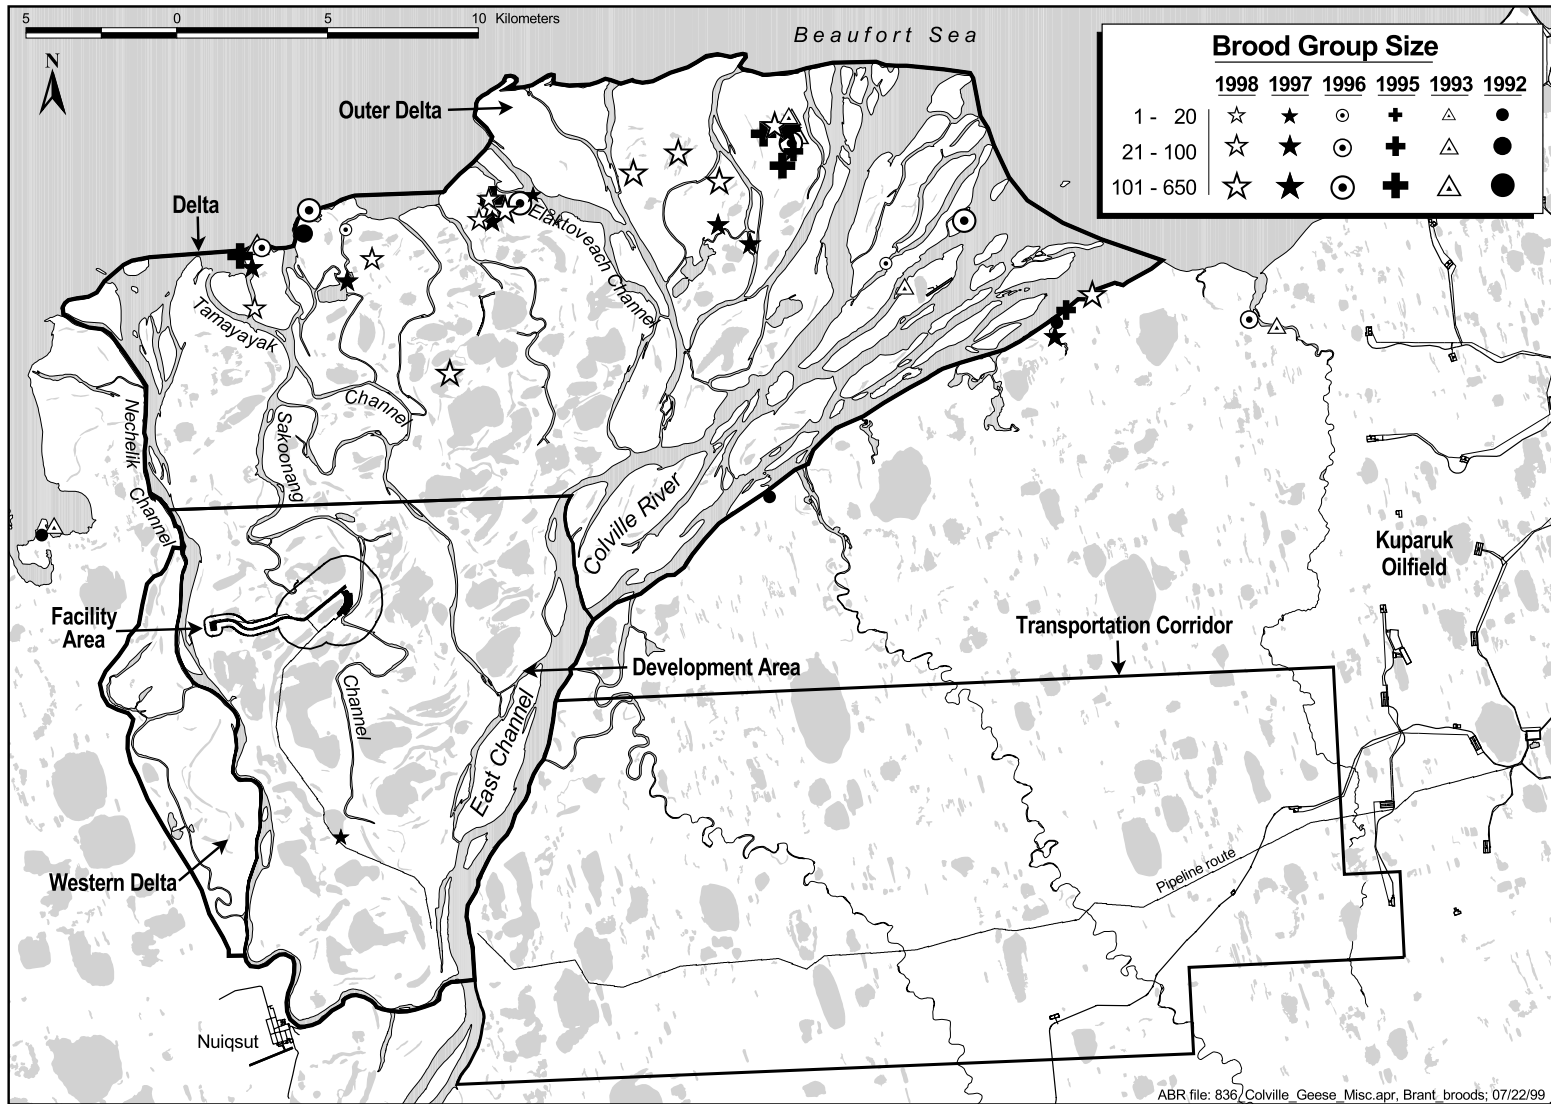 5 0 5 10 Kilometers
N
Beaufort Sea
Brood Group Size
1998 1997 1996 1995 1993 1992
1 - 20
21 - 100
101 - 650
Outer Delta
Delta
Elaktoveach Channel
Tamayayak
Channel
Nechelik
Channel
Sakoonang
Channel
Colville River
Kuparuk
Oilfield
Facility
Area
Transportation Corridor
Development Area
East Channel
Western Delta
Pipeline route
Nuiqsut
ABR file: 836, Colville_Geese_Misc.apr, Brant_broods; 07/22/99